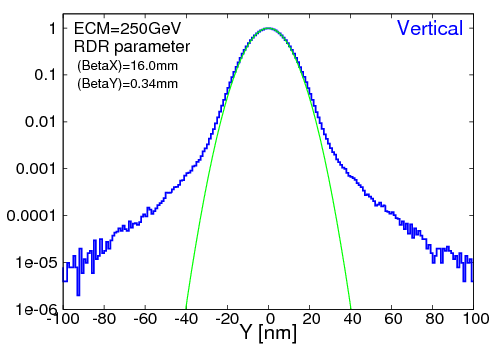 1
ECM=250GeV
Vertical
RDR parameter
(BetaX)=16.0mm
0.1
(BetaY)=0.34mm
0.01
0.001
0.0001
1e-05
1e-06
-100 -80 -60 -40 -20 0 20 40 60 80 100
Y [nm]